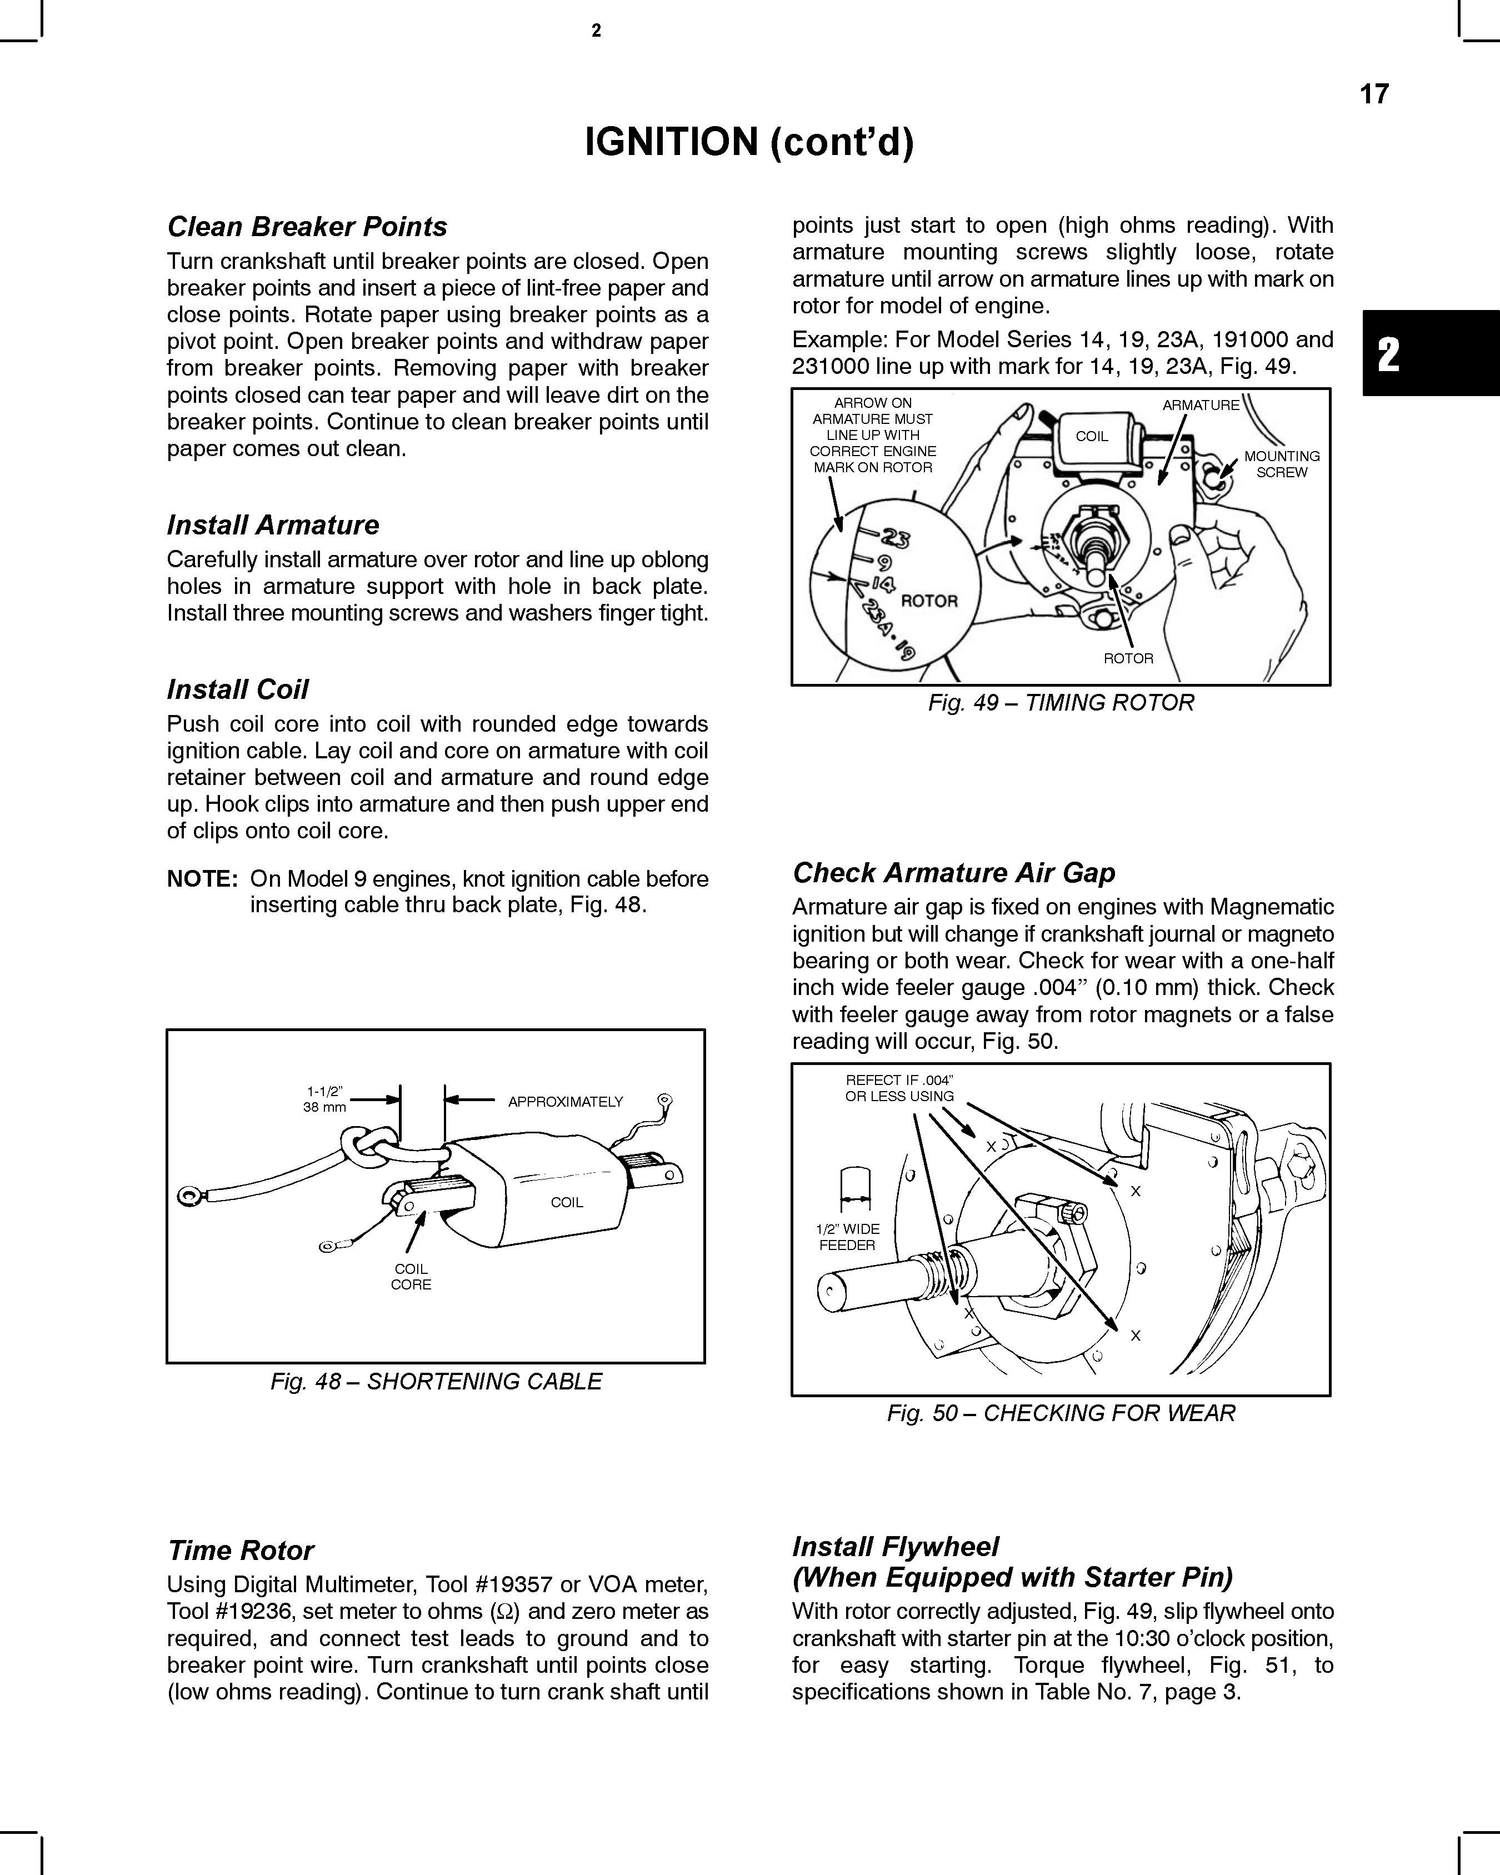 2
17
IGNITION (cont’d)
Clean Breaker Points
Turn crankshaft until breaker points are closed. Open
breaker points and insert a piece of lint-free paper and
close points. Rotate paper using breaker points as a
pivot point. Open breaker points and withdraw paper
from breaker points. Removing paper with breaker
points closed can tear paper and will leave dirt on the
breaker points. Continue to clean breaker points until
paper comes out clean.
Install Armature
Carefully install armature over rotor and line up oblong
holes in armature support with hole in back plate.
Install three mounting screws and washers finger tight.
Install Coil
Push coil core into coil with rounded edge towards
ignition cable. Lay coil and core on armature with coil
retainer between coil and armature and round edge
up. Hook clips into armature and then push upper end
of clips onto coil core.
NOTE: On Model 9 engines, knot ignition cable before
inserting cable thru back plate, Fig. 48.
1-1/2”
38 mm
APPROXIMATELY
COIL
COIL
CORE
Fig. 48 – SHORTENING CABLE
Time Rotor
Using Digital Multimeter, Tool #19357 or VOA meter,
Tool #19236, set meter to ohms (Ω) and zero meter as
required, and connect test leads to ground and to
breaker point wire. Turn crankshaft until points close
(low ohms reading). Continue to turn crank shaft until
points just start to open (high ohms reading). With
armature mounting screws slightly loose, rotate
armature until arrow on armature lines up with mark on
rotor for model of engine.
Example: For Model Series 14, 19, 23A, 191000 and
231000 line up with mark for 14, 19, 23A, Fig. 49.
2
ARROW ON
ARMATURE MUST
LINE UP WITH
CORRECT ENGINE
MARK ON ROTOR
COIL
ARMATURE
MOUNTING
SCREW
23
9
14
23A·19
ROTOR
ROTOR
Fig. 49 – TIMING ROTOR
Check Armature Air Gap
Armature air gap is fixed on engines with Magnematic
ignition but will change if crankshaft journal or magneto
bearing or both wear. Check for wear with a one-half
inch wide feeler gauge .004” (0.10 mm) thick. Check
with feeler gauge away from rotor magnets or a false
reading will occur, Fig. 50.
REFECT IF .004”
OR LESS USING
X
X
1/2” WIDE
FEEDER
X
X
Fig. 50 – CHECKING FOR WEAR
Install Flywheel
(When Equipped with Starter Pin)
With rotor correctly adjusted, Fig. 49, slip flywheel onto
crankshaft with starter pin at the 10:30 o’clock position,
for easy starting. Torque flywheel, Fig. 51, to
specifications shown in Table No. 7, page 3.